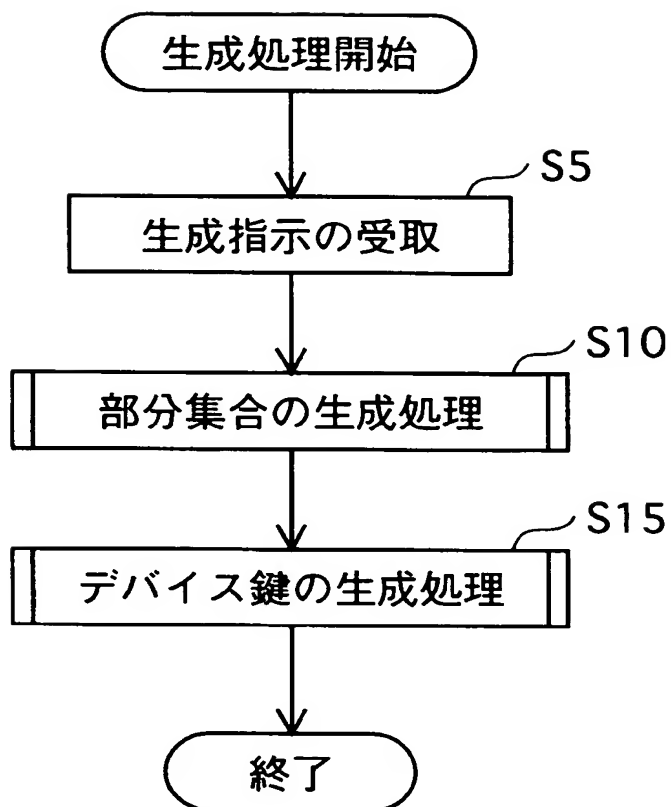 生成処理開始
S5
生成指示の受取
S10
部分集合の生成処理
S15
デバイス鍵の生成処理
終了